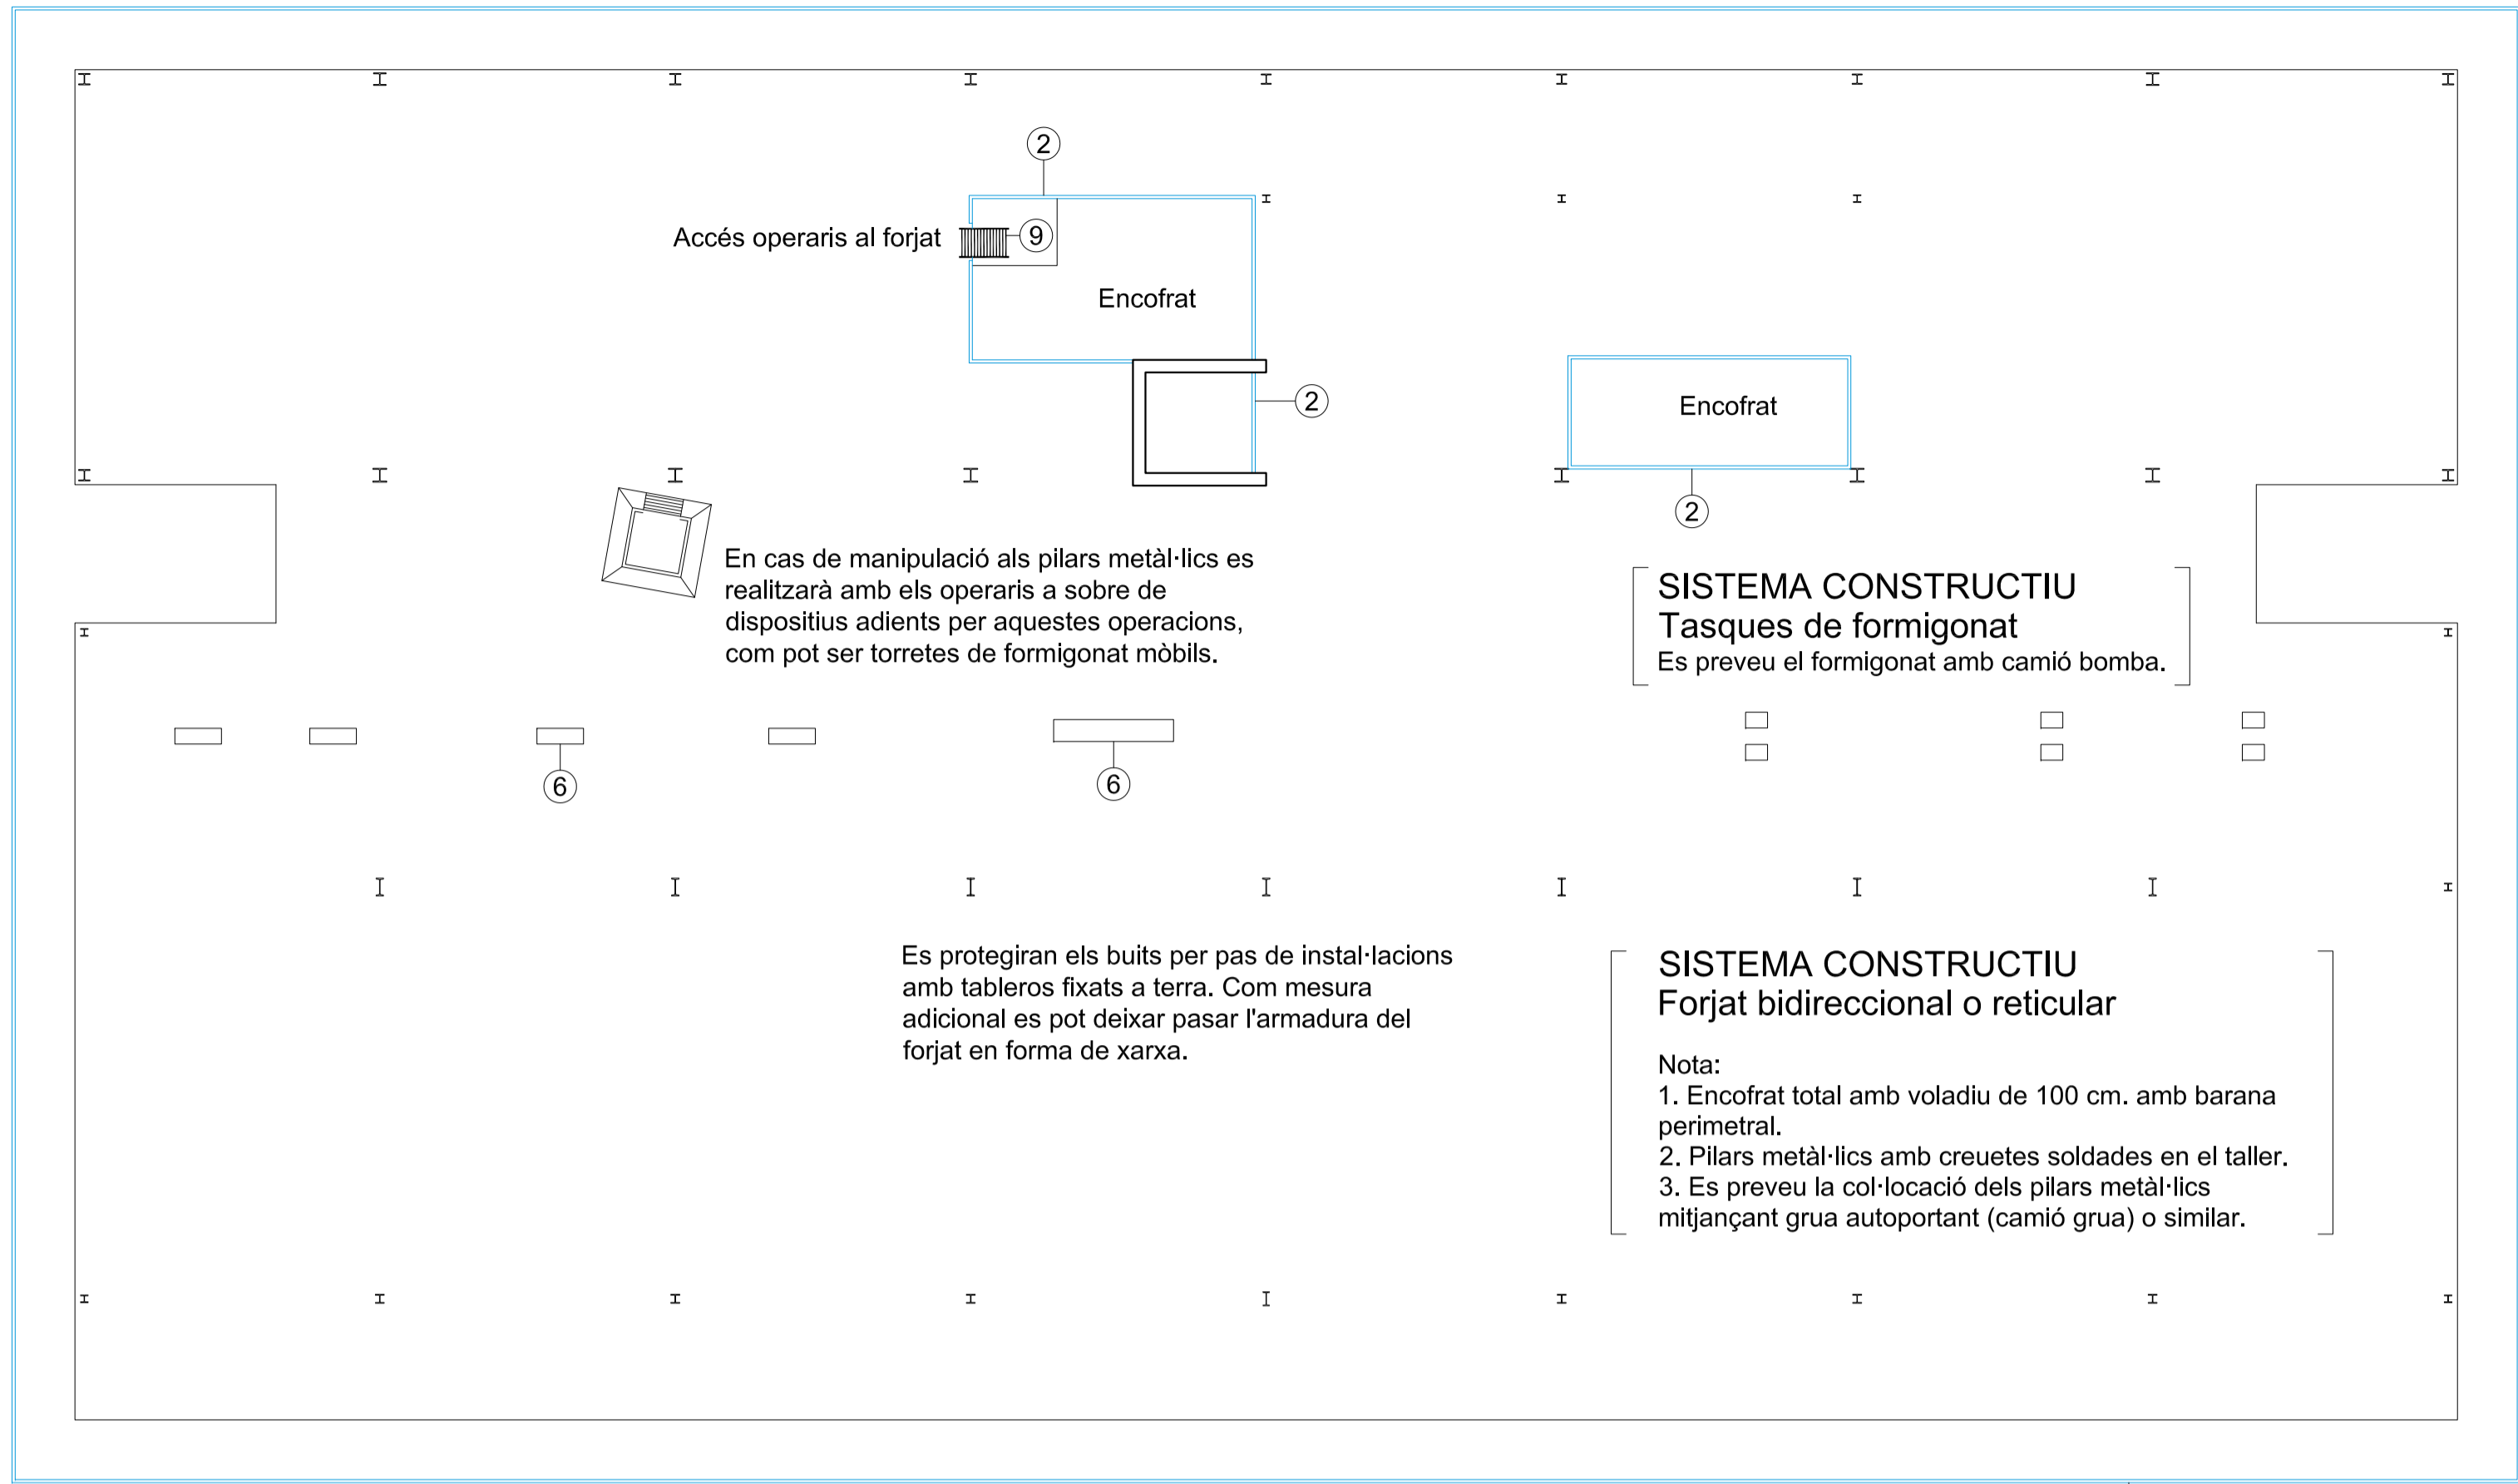 2
Accés operaris al forjat
9
Encofrat
2
Encofrat
2
En cas de manipulació als pilars metàl·lics es
realitzarà amb els operaris a sobre de
dispositius adients per aquestes operacions,
com pot ser torretes de formigonat mòbils.
SISTEMA CONSTRUCTIU
Tasques de formigonat
Es preveu el formigonat amb camió bomba.
6
6
Es protegiran els buits per pas de instal·lacions
amb tableros fixats a terra. Com mesura
adicional es pot deixar pasar l'armadura del
forjat en forma de xarxa.
SISTEMA CONSTRUCTIU
Forjat bidireccional o reticular
Nota:
1. Encofrat total amb voladiu de 100 cm. amb barana
perimetral.
2. Pilars metàl·lics amb creuetes soldades en el taller.
3. Es preveu la col·locació dels pilars metàl·lics
mitjançant grua autoportant (camió grua) o similar.